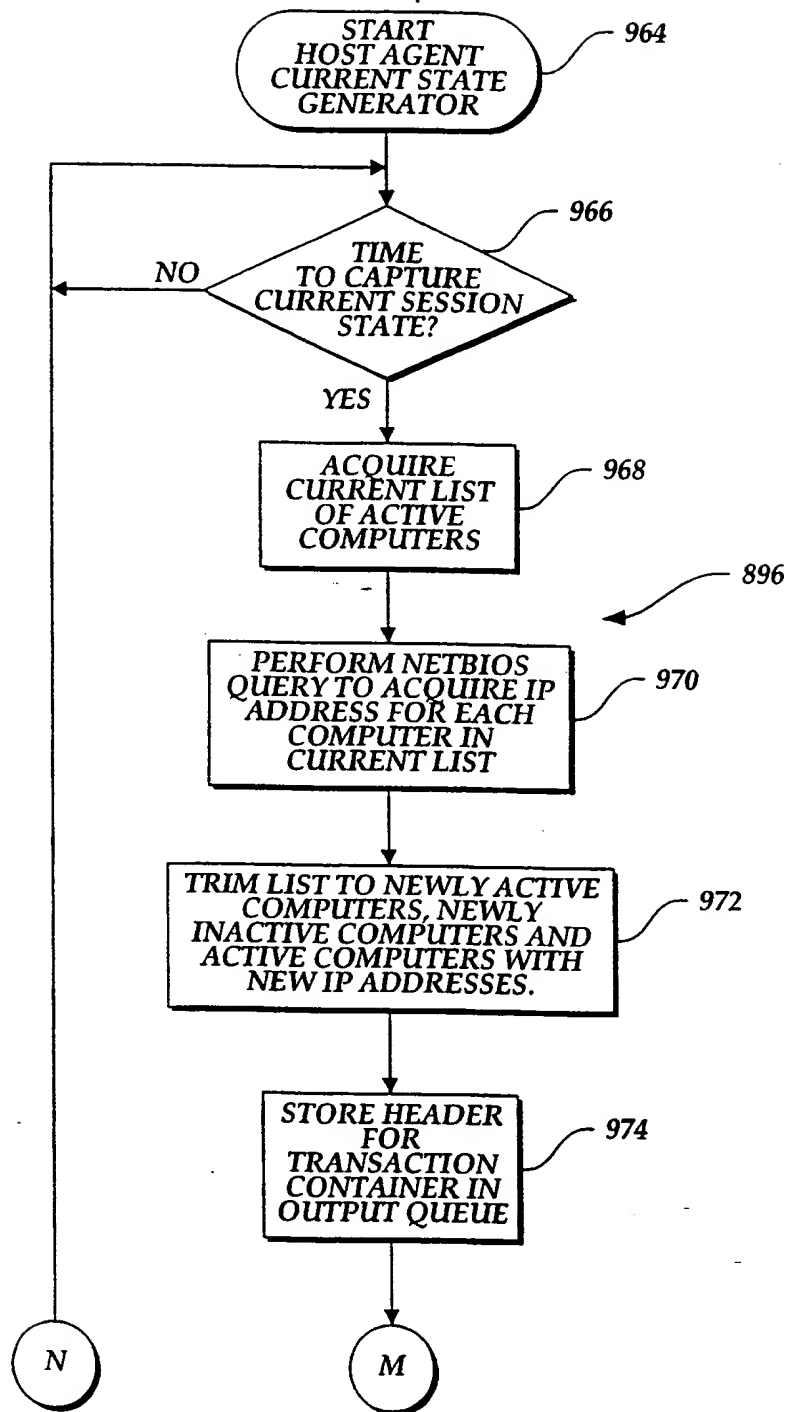 START
HOST AGENT
CURRENT STATE
GENERATOR
964
966
TIME
TO CAPTURE
CURRENT SESSION
STATE?
NO
YES
ACQUIRE
CURRENT LIST
OF ACTIVE
COMPUTERS
968
896
PERFORM NETBIOS
QUERY TO ACQUIRE IP
ADDRESS FOR EACH
COMPUTER IN
CURRENT LIST
970
TRIM LIST TO NEWLY ACTIVE
COMPUTERS, NEWLY
INACTIVE COMPUTERS AND
ACTIVE COMPUTERS WITH
NEW IP ADDRESSES.
972
STORE HEADER
FOR
TRANSACTION
CONTAINER IN
OUTPUT QUEUE
974
N
M